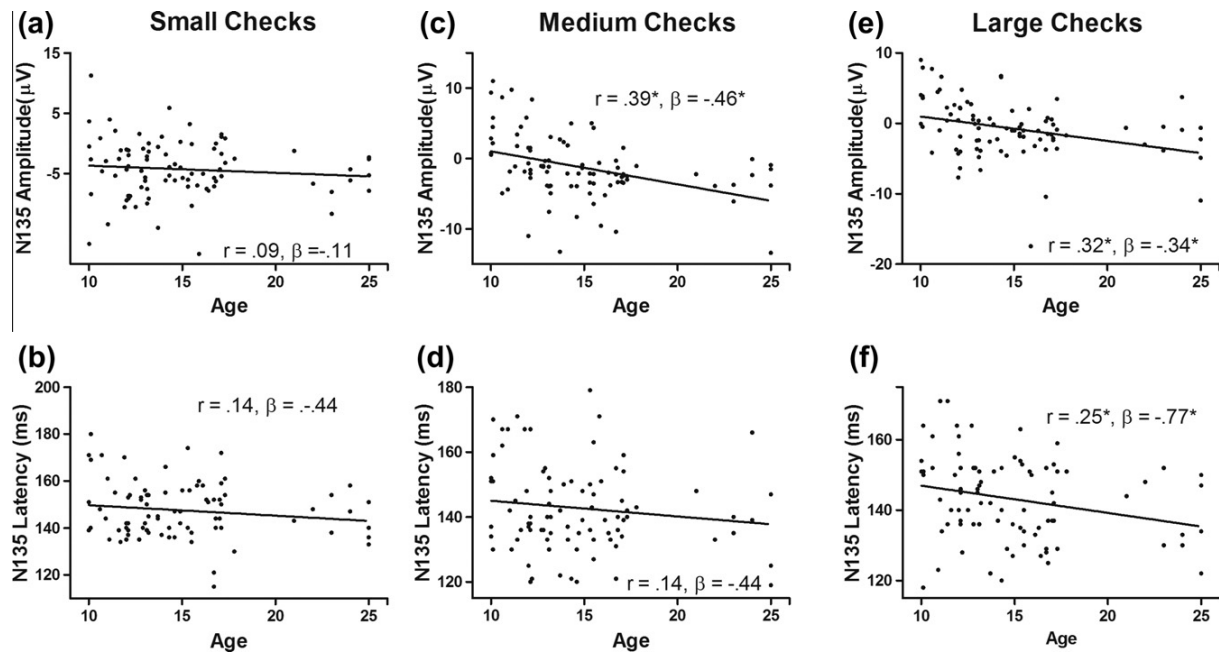 (a) Small Checks
N135 Amplitude(μV)
15
5
-5
10 15 20 25
Age
r = .09, β =-.11
(c) Medium Checks
N135 Amplitude (μV)
10
0
-10
10 15 20 25
Age
r = .39*, β = -.46*
(e) Large Checks
N135 Amplitude (μV)
10
0
-10
-20
10 15 20 25
Age
r = .32*, β = -.34*
(b)
N135 Latency (ms)
200
180
160
140
120
10 15 20 25
Age
r = .14, β = .-.44
(d)
N135 Latency (ms)
180
160
140
120
10 15 20 25
Age
r = .14, β = -.44
(f)
N135 Latency (ms)
160
140
120
10 15 20 25
Age
r = .25*, β = -.77*